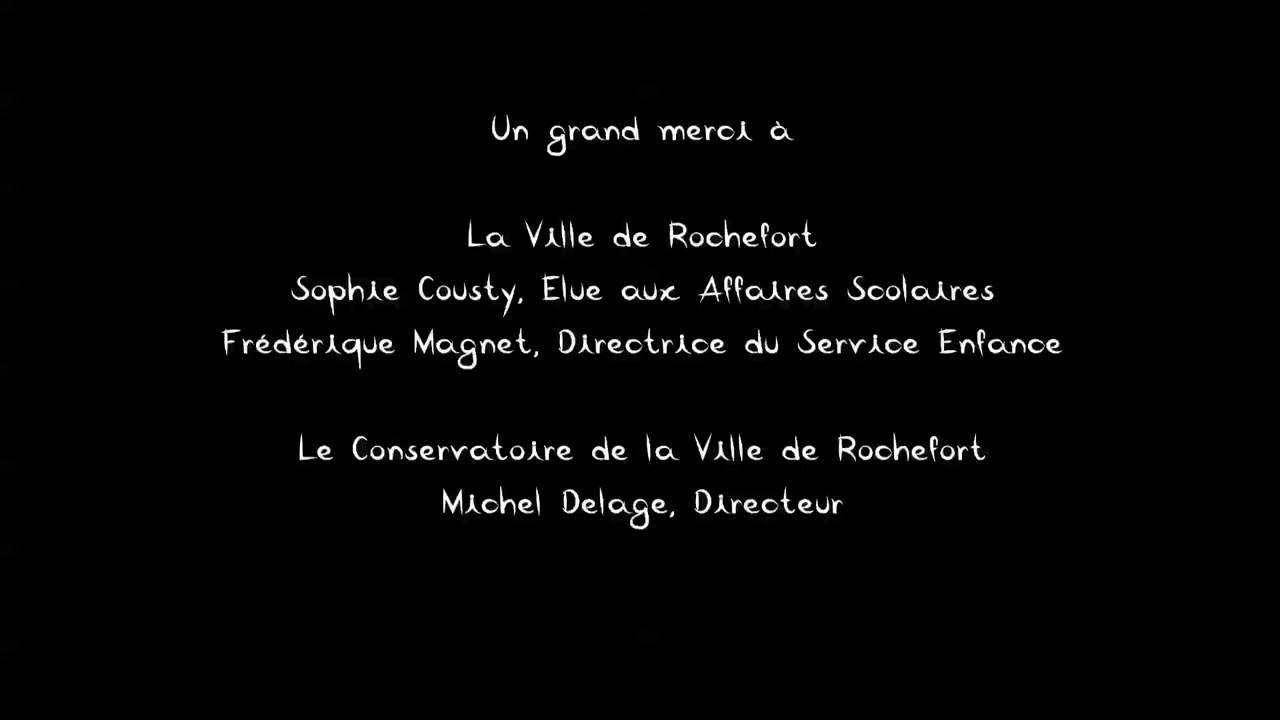 Un grand merci à
La Ville de Rochefort
Sophie Cousty, Elue aux Affaires Scolaires
Frédérique Magnet, Directrice du Service Enfance
Le Conservatoire de la Ville de Rochefort
Michel Delage, Directeur